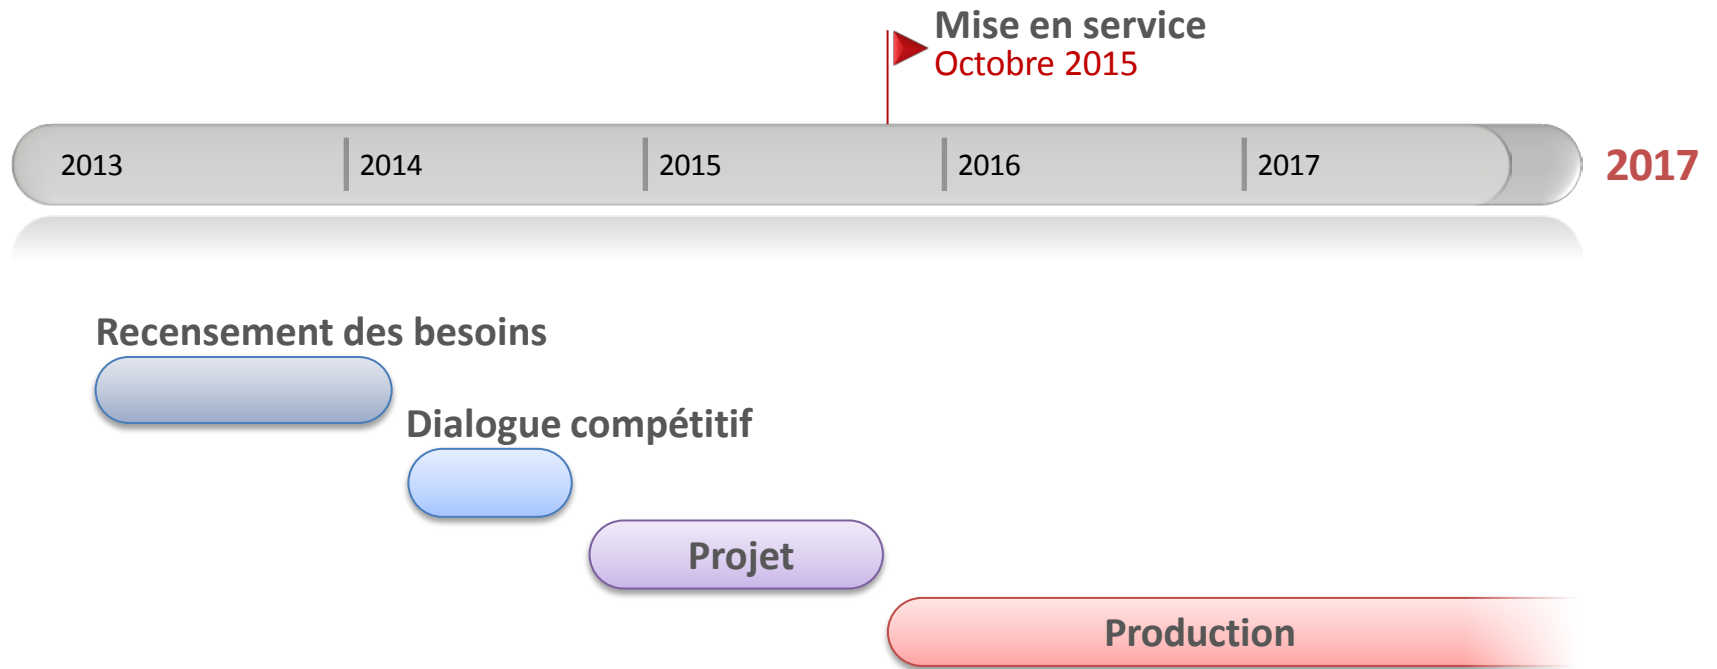 Mise en service
Octobre 2015
2013 2014 2015 2016 2017 2017
Recensement des besoins
Dialogue compétitif
Projet
Production